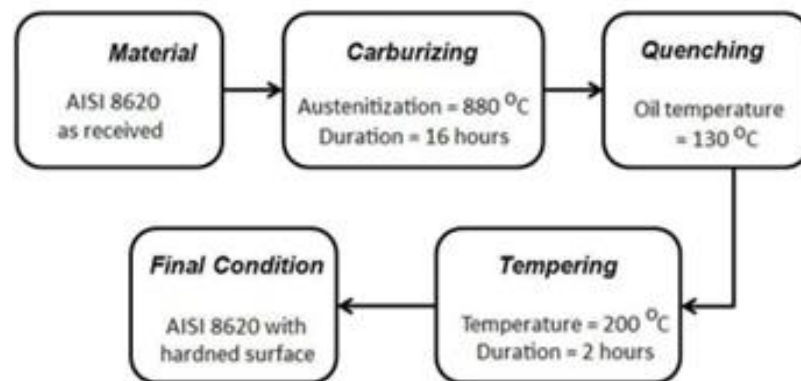 Material
AISI 8620
as received
Carburizing
Austenitization = 880 °C
Duration = 16 hours
Quenching
Oil temperature
= 130 °C
Tempering
Temperature = 200 °C
Duration = 2 hours
Final Condition
AISI 8620 with
hardned surface